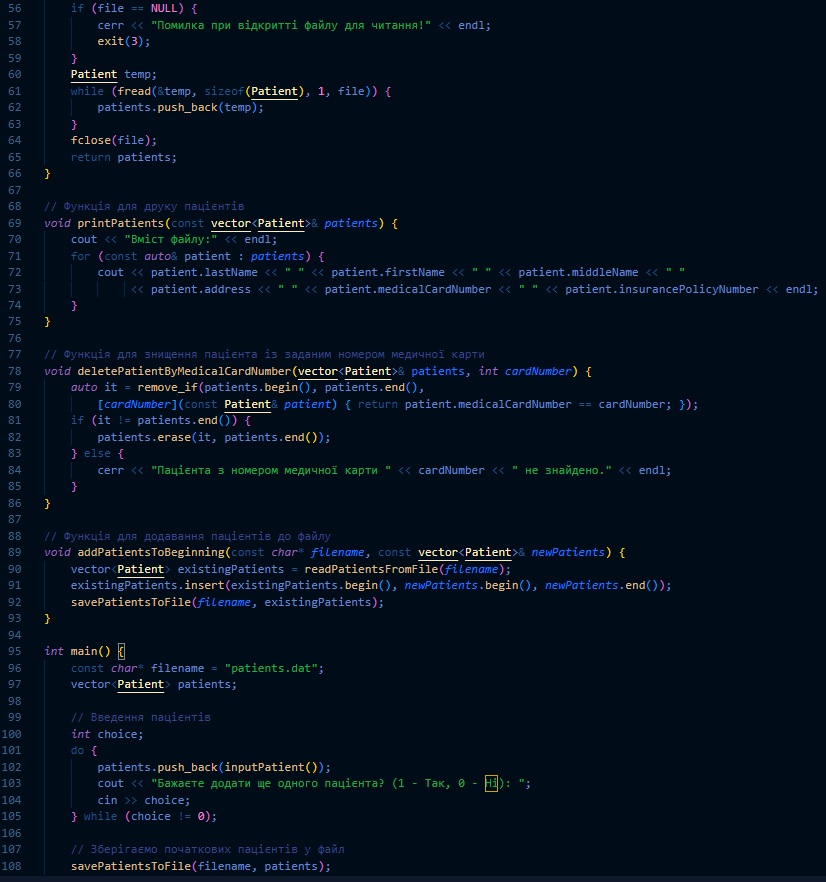 56 if (file == NULL) {
57 cerr << "Помилка при відкритті файлу для читання!" << endl;
58 exit(3);
59 }
60 Patient temp;
61 while (fread(&temp, sizeof(Patient), 1, file)) {
62 patients.push_back(temp);
63 }
64 fclose(file);
65 return patients;
66 }
67
68 // Функція для друку пацієнтів
69 void printPatients(const vector<Patient>& patients) {
70 cout << "Вміст файлу:" << endl;
71 for (const auto& patient : patients) {
72 cout << patient.lastName << " " << patient.firstName << " " << patient.middleName << " "
73 << patient.address << " " << patient.medicalCardNumber << " " << patient.insurancePolicyNumber << endl;
74 }
75 }
76
77 // Функція для знищення пацієнта із заданим номером медичної карти
78 void deletePatientByMedicalCardNumber(vector<Patient>& patients, int cardNumber) {
79 auto it = remove_if(patients.begin(), patients.end(),
80 [cardNumber](const Patient& patient) { return patient.medicalCardNumber == cardNumber; });
81 if (it != patients.end()) {
82 patients.erase(it, patients.end());
83 } else {
84 cerr << "Пацієнта з номером медичної карти " << cardNumber << " не знайдено." << endl;
85 }
86 }
87
88 // Функція для додавання пацієнтів до файлу
89 void addPatientsToBeginning(const char* filename, const vector<Patient>& newPatients) {
90 vector<Patient> existingPatients = readPatientsFromFile(filename);
91 existingPatients.insert(existingPatients.begin(), newPatients.begin(), newPatients.end());
92 savePatientsToFile(filename, existingPatients);
93 }
94
95 int main() {
96 const char* filename = "patients.dat";
97 vector<Patient> patients;
98
99 // Введення пацієнтів
100 int choice;
101 do {
102 patients.push_back(inputPatient());
103 cout << "Бажаєте додати ще одного пацієнта? (1 - Так, 0 - Ні): ";
104 cin >> choice;
105 } while (choice != 0);
106
107 // Зберігаємо початкових пацієнтів у файл
108 savePatientsToFile(filename, patients);